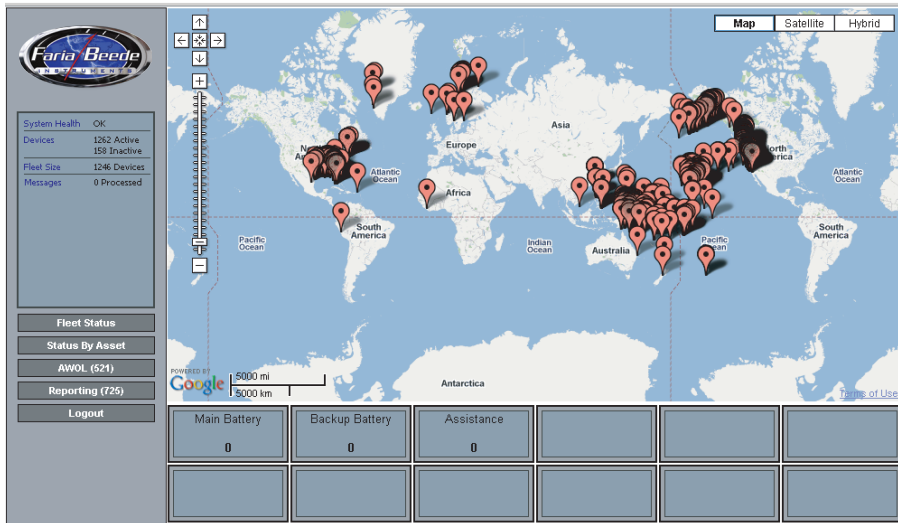 Faria Beede
INSTRUMENTS
System Health OK
Devices 1262 Active
158 Inactive
Fleet Size 1246 Devices
Messages 0 Processed
Fleet Status
Status By Asset
AWOL (521)
Reporting (725)
Logout
Map Satellite Hybrid
Asia
Europe
Atlantic
Ocean
Africa
South
America
Pacific
Ocean
Indian
Ocean
Australia
Pacific
Ocean
North
America
Atlantic
Ocean
South
America
Antarctica
POWERED BY
Google
5000 mi
5000 km
Terms of Use
Main Battery Backup Battery Assistance
0 0 0